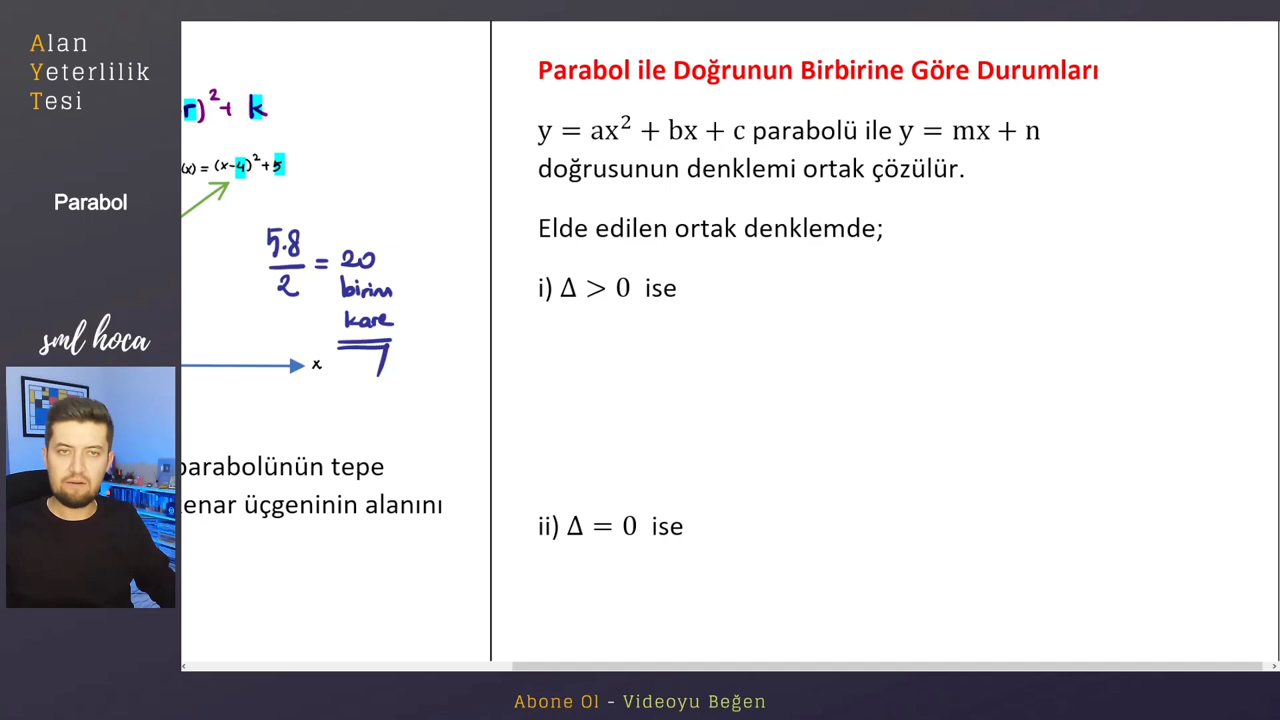 Alan
Yeterlilik
Tesi
Parabol
sml hoca
r)² + k
(x) = (x-4)² + 5
5.8
2
= 20
birim
kare
x
parabolünün tepe
enar üçgeninin alanını
Parabol ile Doğrunun Birbirine Göre Durumları
y = ax² + bx + c parabolü ile y = mx + n
doğrusunun denklemi ortak çözülür.
Elde edilen ortak denklemde;
i) Δ > 0 ise
ii) Δ = 0 ise
Abone Ol - Videoyu Beğen